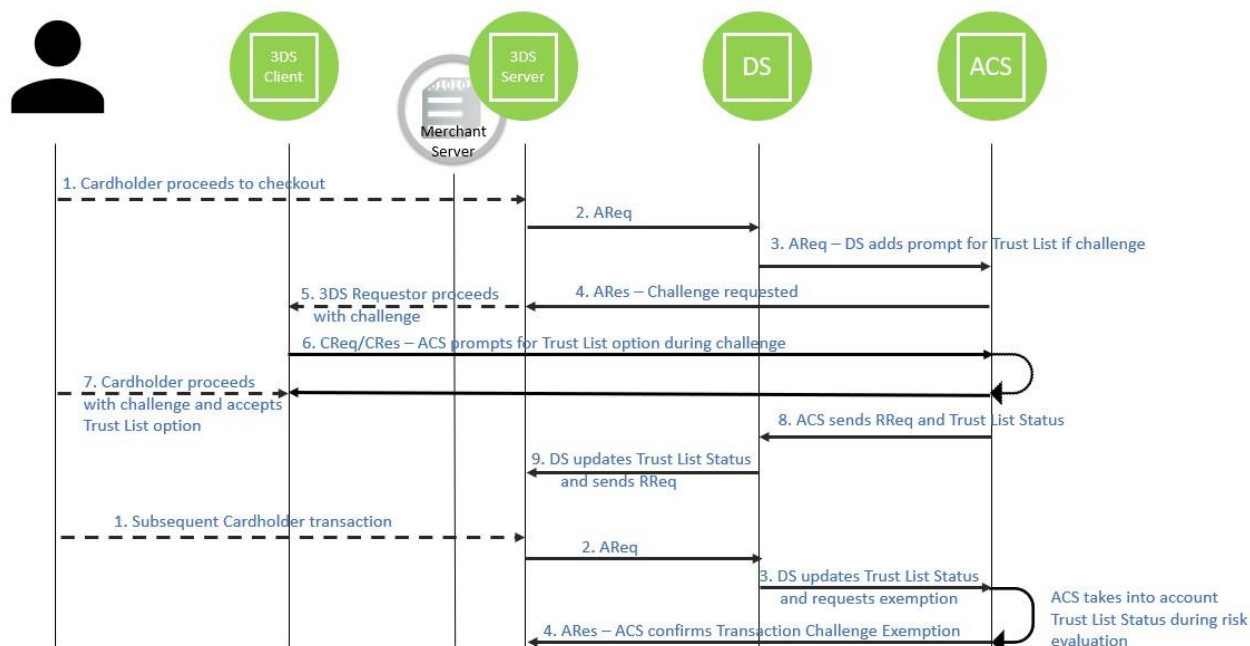 3DS
Client
3DS
Server
DS
ACS
01010
Merchant
Server
1. Cardholder proceeds to checkout
2. AReq
3. AReq – DS adds prompt for Trust List if challenge
5. 3DS Requestor proceeds
with challenge
4. ARes – Challenge requested
6. CReq/CRes – ACS prompts for Trust List option during challenge
7. Cardholder proceeds
with challenge and accepts
Trust List option
8. ACS sends RReq and Trust List Status
9. DS updates Trust List Status
and sends RReq
1. Subsequent Cardholder transaction
2. AReq
3. DS updates Trust List Status
and requests exemption
ACS takes into account
Trust List Status during risk
evaluation
4. ARes – ACS confirms Transaction Challenge Exemption